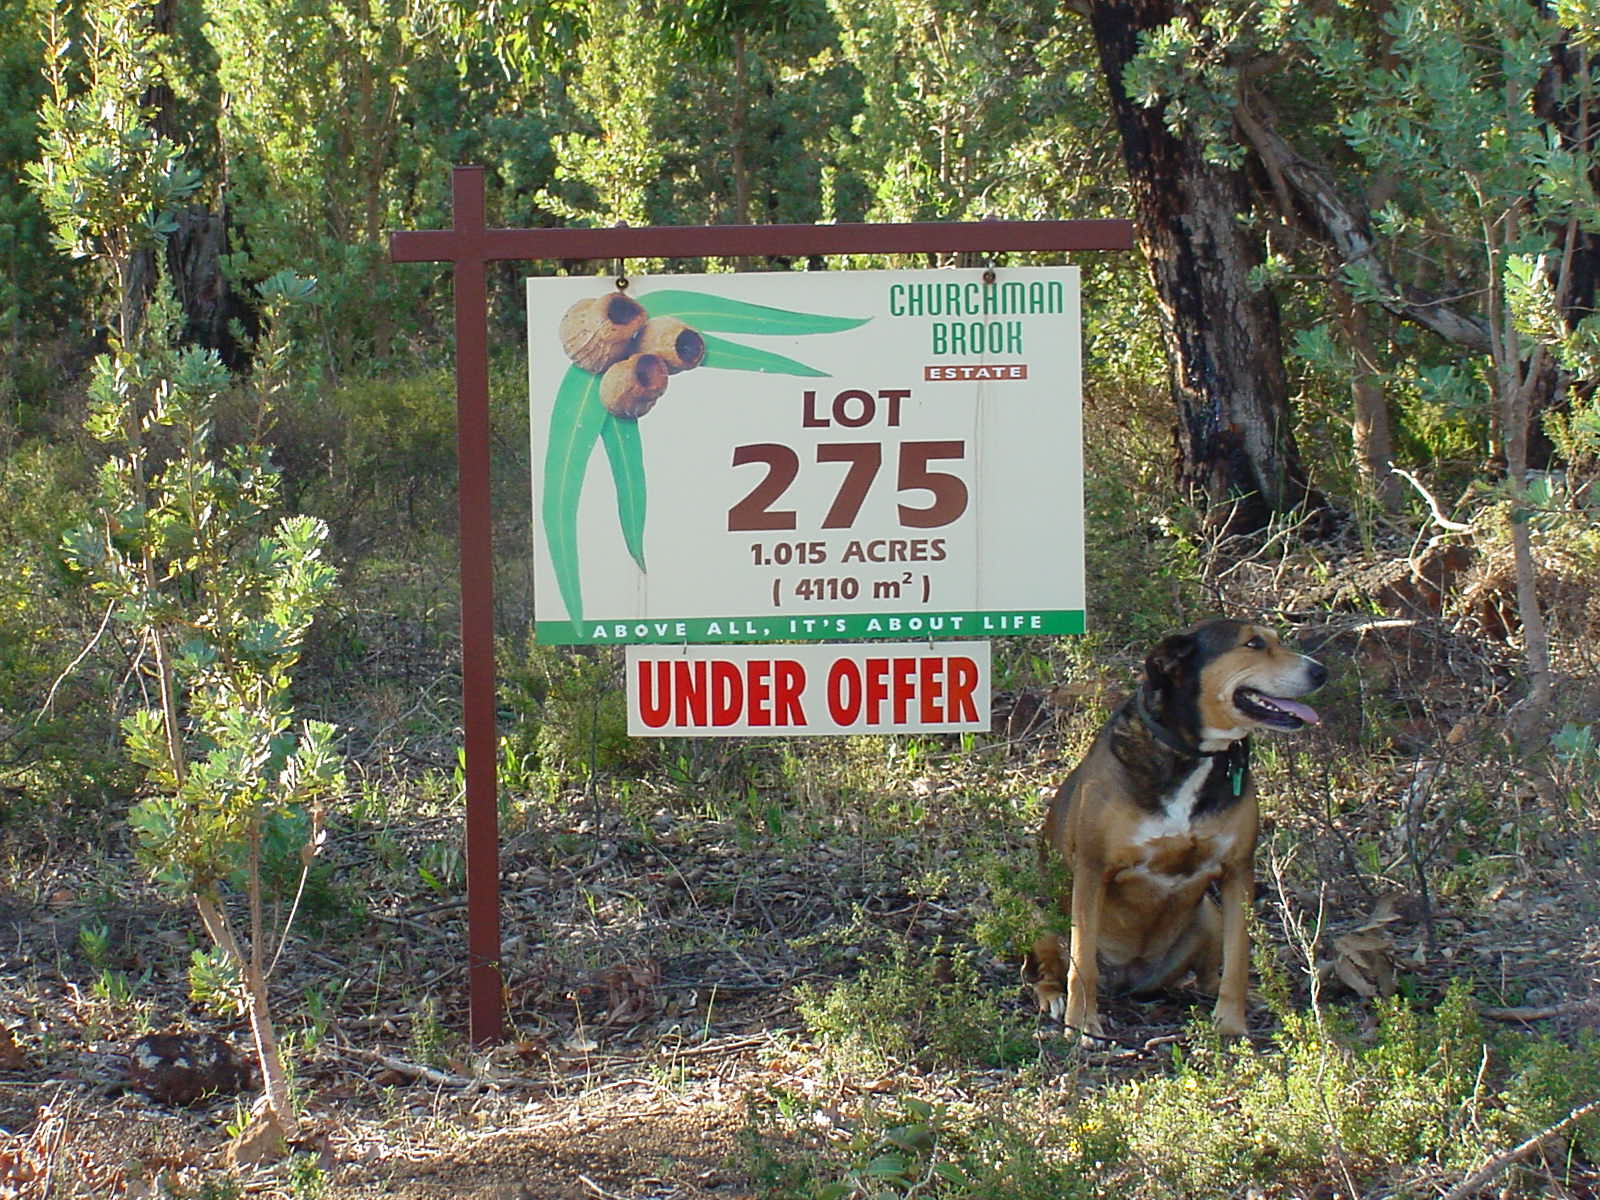 CHURCHMAN
BROOK
ESTATE
LOT
275
1.015 ACRES
( 4110 m² )
ABOVE ALL, IT'S ABOUT LIFE
UNDER OFFER